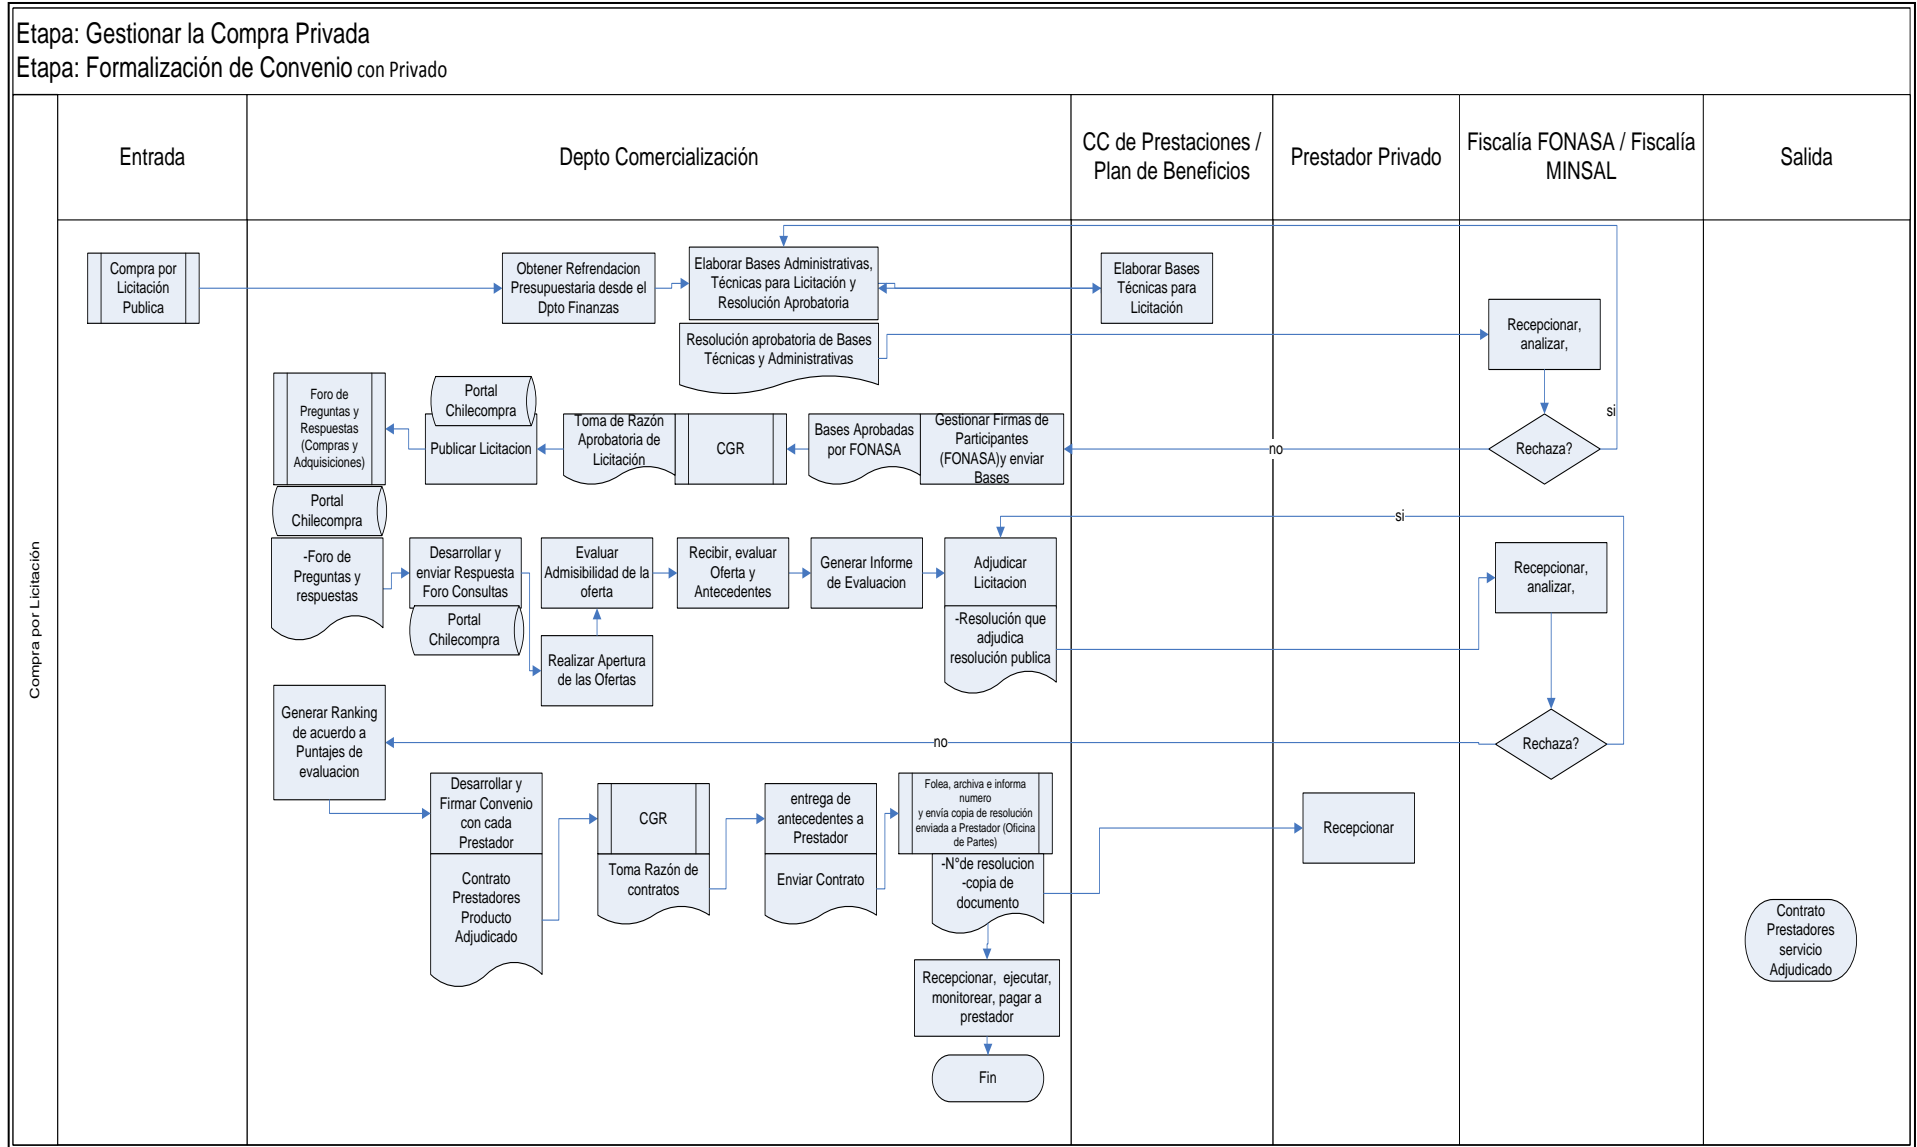 Etapa: Gestionar la Compra Privada
Etapa: Formalización de Convenio con Privado
Entrada
Depto Comercialización
CC de Prestaciones /
Plan de Beneficios
Prestador Privado
Fiscalía FONASA / Fiscalía
MINSAL
Salida
Compra por Licitación
Compra por
Licitación
Publica
Obtener Refrendacion
Presupuestaria desde el
Dpto Finanzas
Elaborar Bases Administrativas,
Técnicas para Licitación y
Resolución Aprobatoria
Elaborar Bases
Técnicas para
Licitación
Resolución aprobatoria de Bases
Técnicas y Administrativas
Recepcionar,
analizar,
Foro de
Preguntas y
Respuestas
(Compras y
Adquisiciones)
Portal
Chilecompra
Publicar Licitacion
Toma de Razón
Aprobatoria de
Licitación
CGR
Bases Aprobadas
por FONASA
Gestionar Firmas de
Participantes
(FONASA)y enviar
Bases
no
Rechaza?
si
Portal
Chilecompra
-Foro de
Preguntas y
respuestas
Desarrollar y
enviar Respuesta
Foro Consultas
Portal
Chilecompra
Evaluar
Admisibilidad de la
oferta
Realizar Apertura
de las Ofertas
Recibir, evaluar
Oferta y
Antecedentes
Generar Informe
de Evaluacion
Adjudicar
Licitacion
-Resolución que
adjudica
resolución publica
si
Recepcionar,
analizar,
Rechaza?
no
Generar Ranking
de acuerdo a
Puntajes de
evaluacion
Desarrollar y
Firmar Convenio
con cada
Prestador
Contrato
Prestadores
Producto
Adjudicado
CGR
Toma Razón de
contratos
entrega de
antecedentes a
Prestador
Enviar Contrato
Folea, archiva e informa
numero
y envía copia de resolución
enviada a Prestador (Oficina
de Partes)
-N°de resolucion
-copia de
documento
Recepcionar
Recepcionar, ejecutar,
monitorear, pagar a
prestador
Fin
Contrato
Prestadores
servicio
Adjudicado